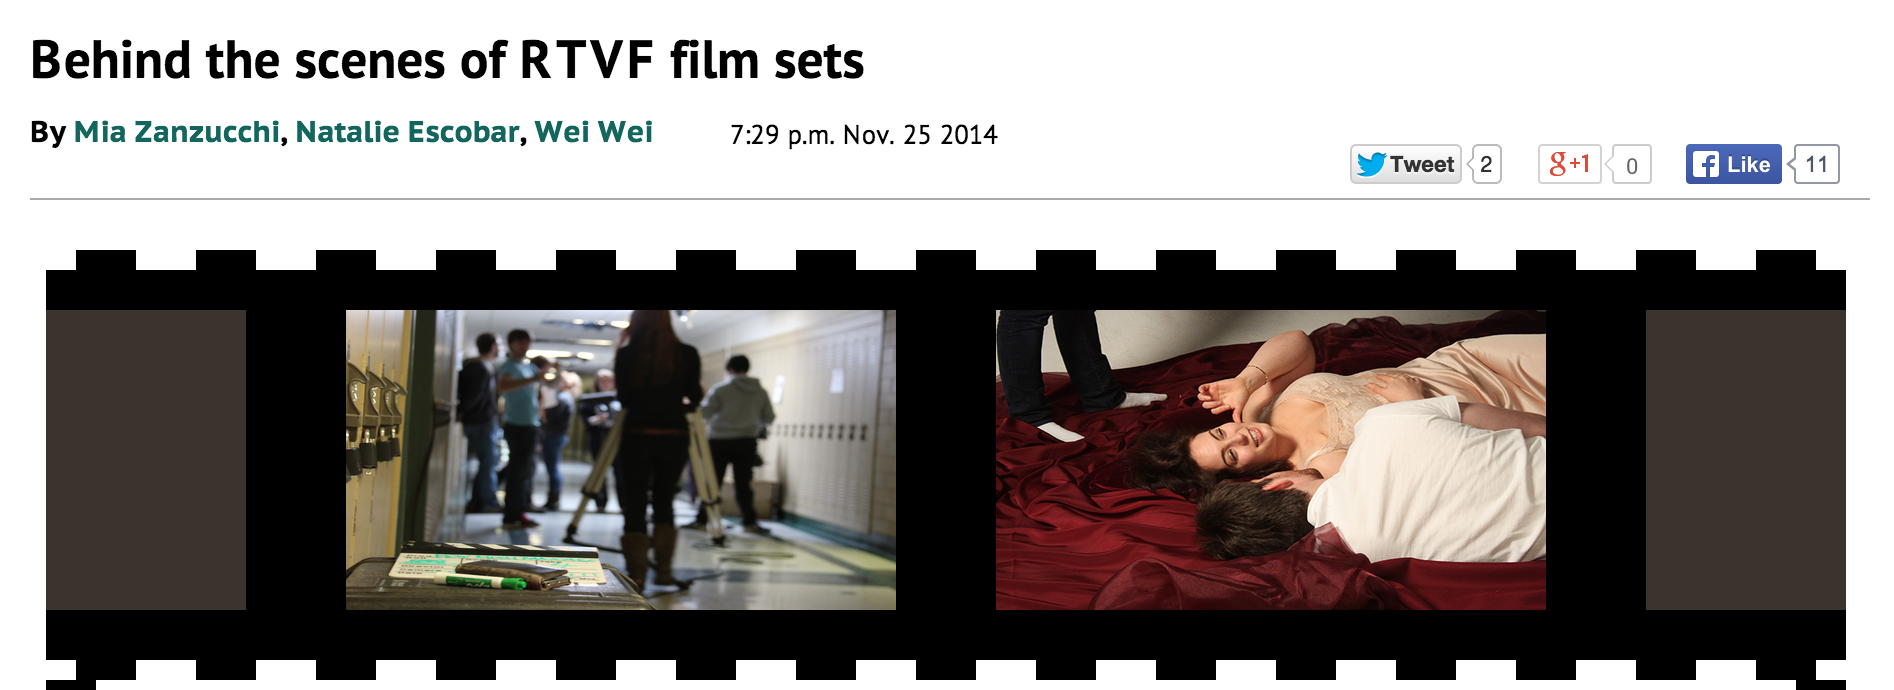 Behind the scenes of RTVF film sets
By Mia Zanzucchi, Natalie Escobar, Wei Wei 7:29 p.m. Nov. 25 2014
Tweet 2 g+1 0 Like 11